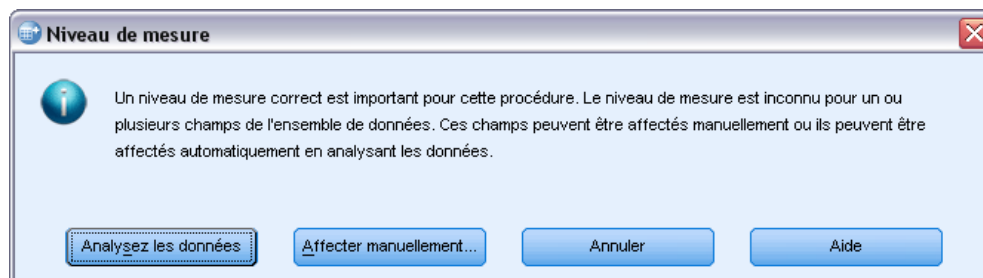 Niveau de mesure
Un niveau de mesure correct est important pour cette procédure. Le niveau de mesure est inconnu pour un ou
plusieurs champs de l'ensemble de données. Ces champs peuvent être affectés manuellement ou ils peuvent être
affectés automatiquement en analysant les données.
Analysez les données
Affecter manuellement...
Annuler
Aide